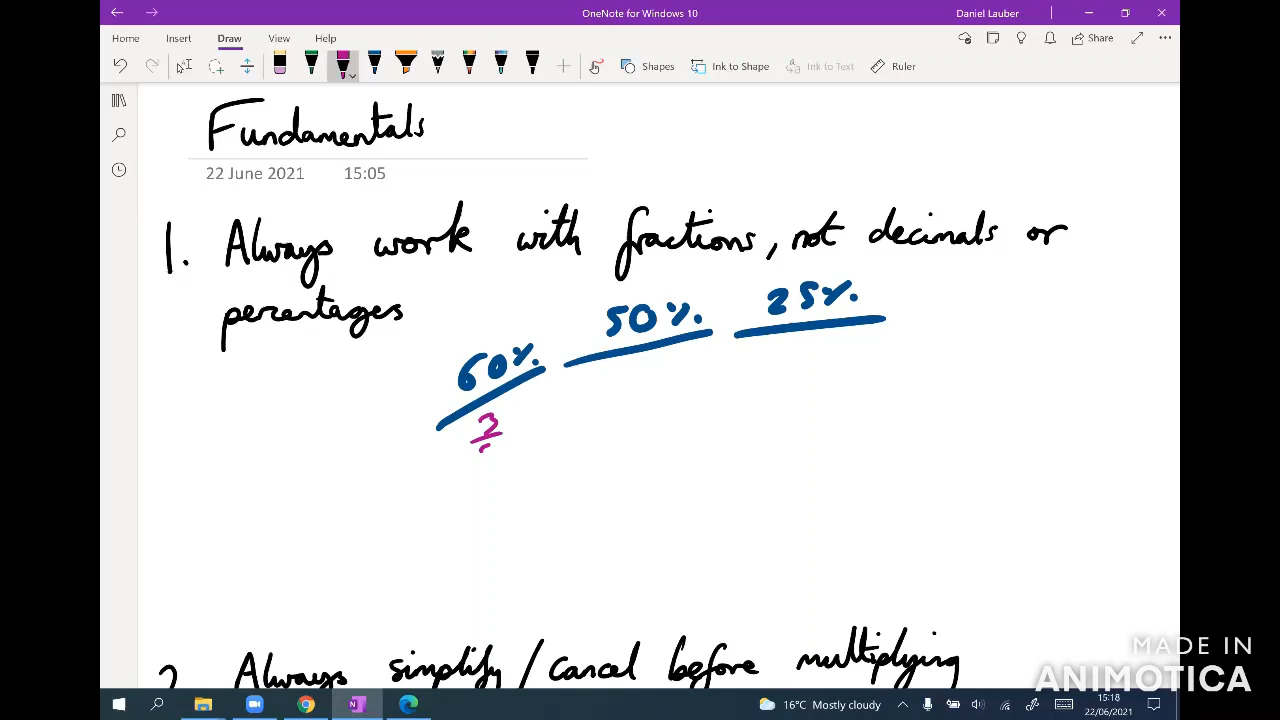 OneNote for Windows 10
Daniel Lauber
Home Insert Draw View Help
Share
Shapes Ink to Shape Ink to Text Ruler
Fundamentals
22 June 2021 15:05
1. Always work with fractions, not decimals or
percentages
60% 50% 25%
3
2 Always simplify/cancel before multiplying
MADE IN
ANIMOTICA
16°C Mostly cloudy
15:18
22/06/2021